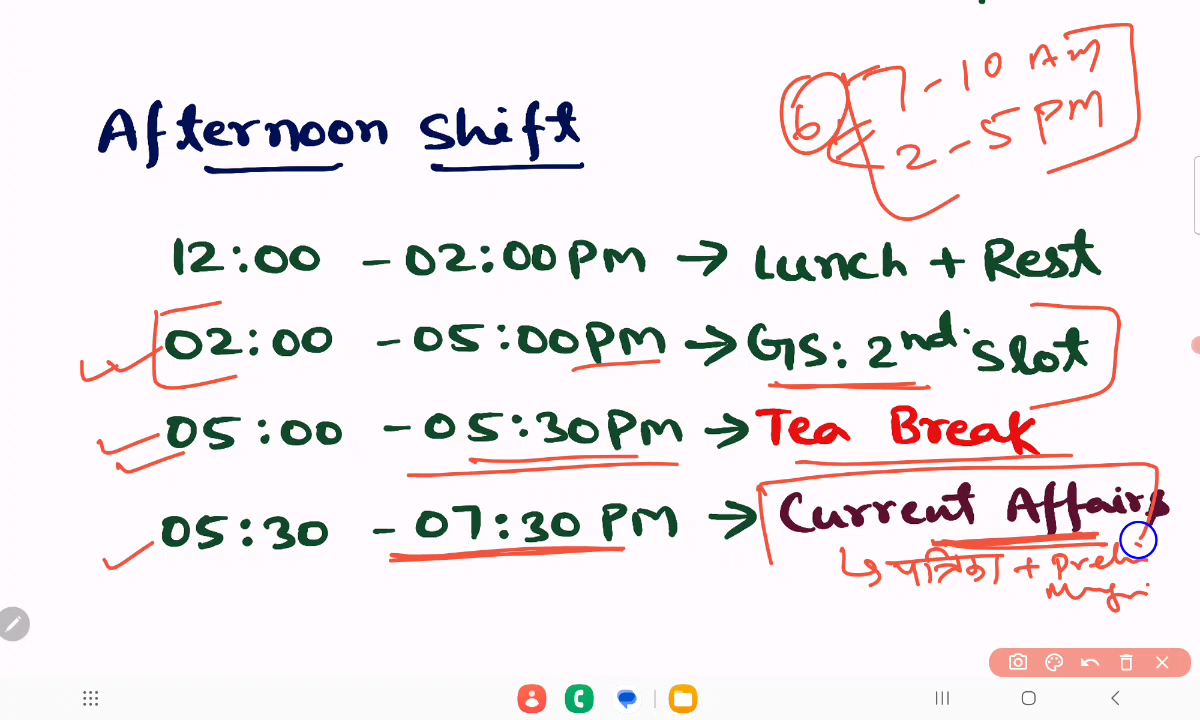 7 - 10 AM
6
2 - 5 PM
Afternoon Shift
12:00 - 02:00 PM → Lunch + Rest
02:00 - 05:00 PM → GS: 2nd Slot
05:00 - 05:30 PM → Tea Break
05:30 - 07:30 PM → Current Affairs
↳ पत्रिका +